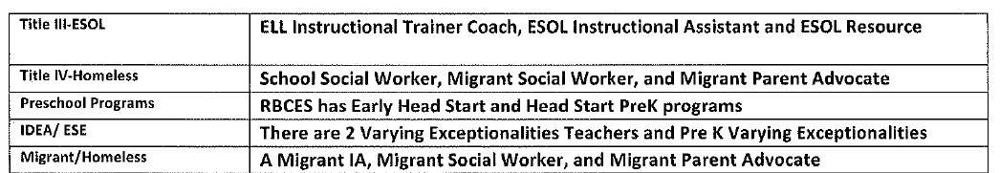 Title III-ESOL ELL Instructional Trainer Coach, ESOL Instructional Assistant and ESOL Resource
Title IV-Homeless School Social Worker, Migrant Social Worker, and Migrant Parent Advocate
Preschool Programs RBCES has Early Head Start and Head Start PreK programs
IDEA/ ESE There are 2 Varying Exceptionalities Teachers and Pre K Varying Exceptionalities
Migrant/Homeless A Migrant IA, Migrant Social Worker, and Migrant Parent Advocate